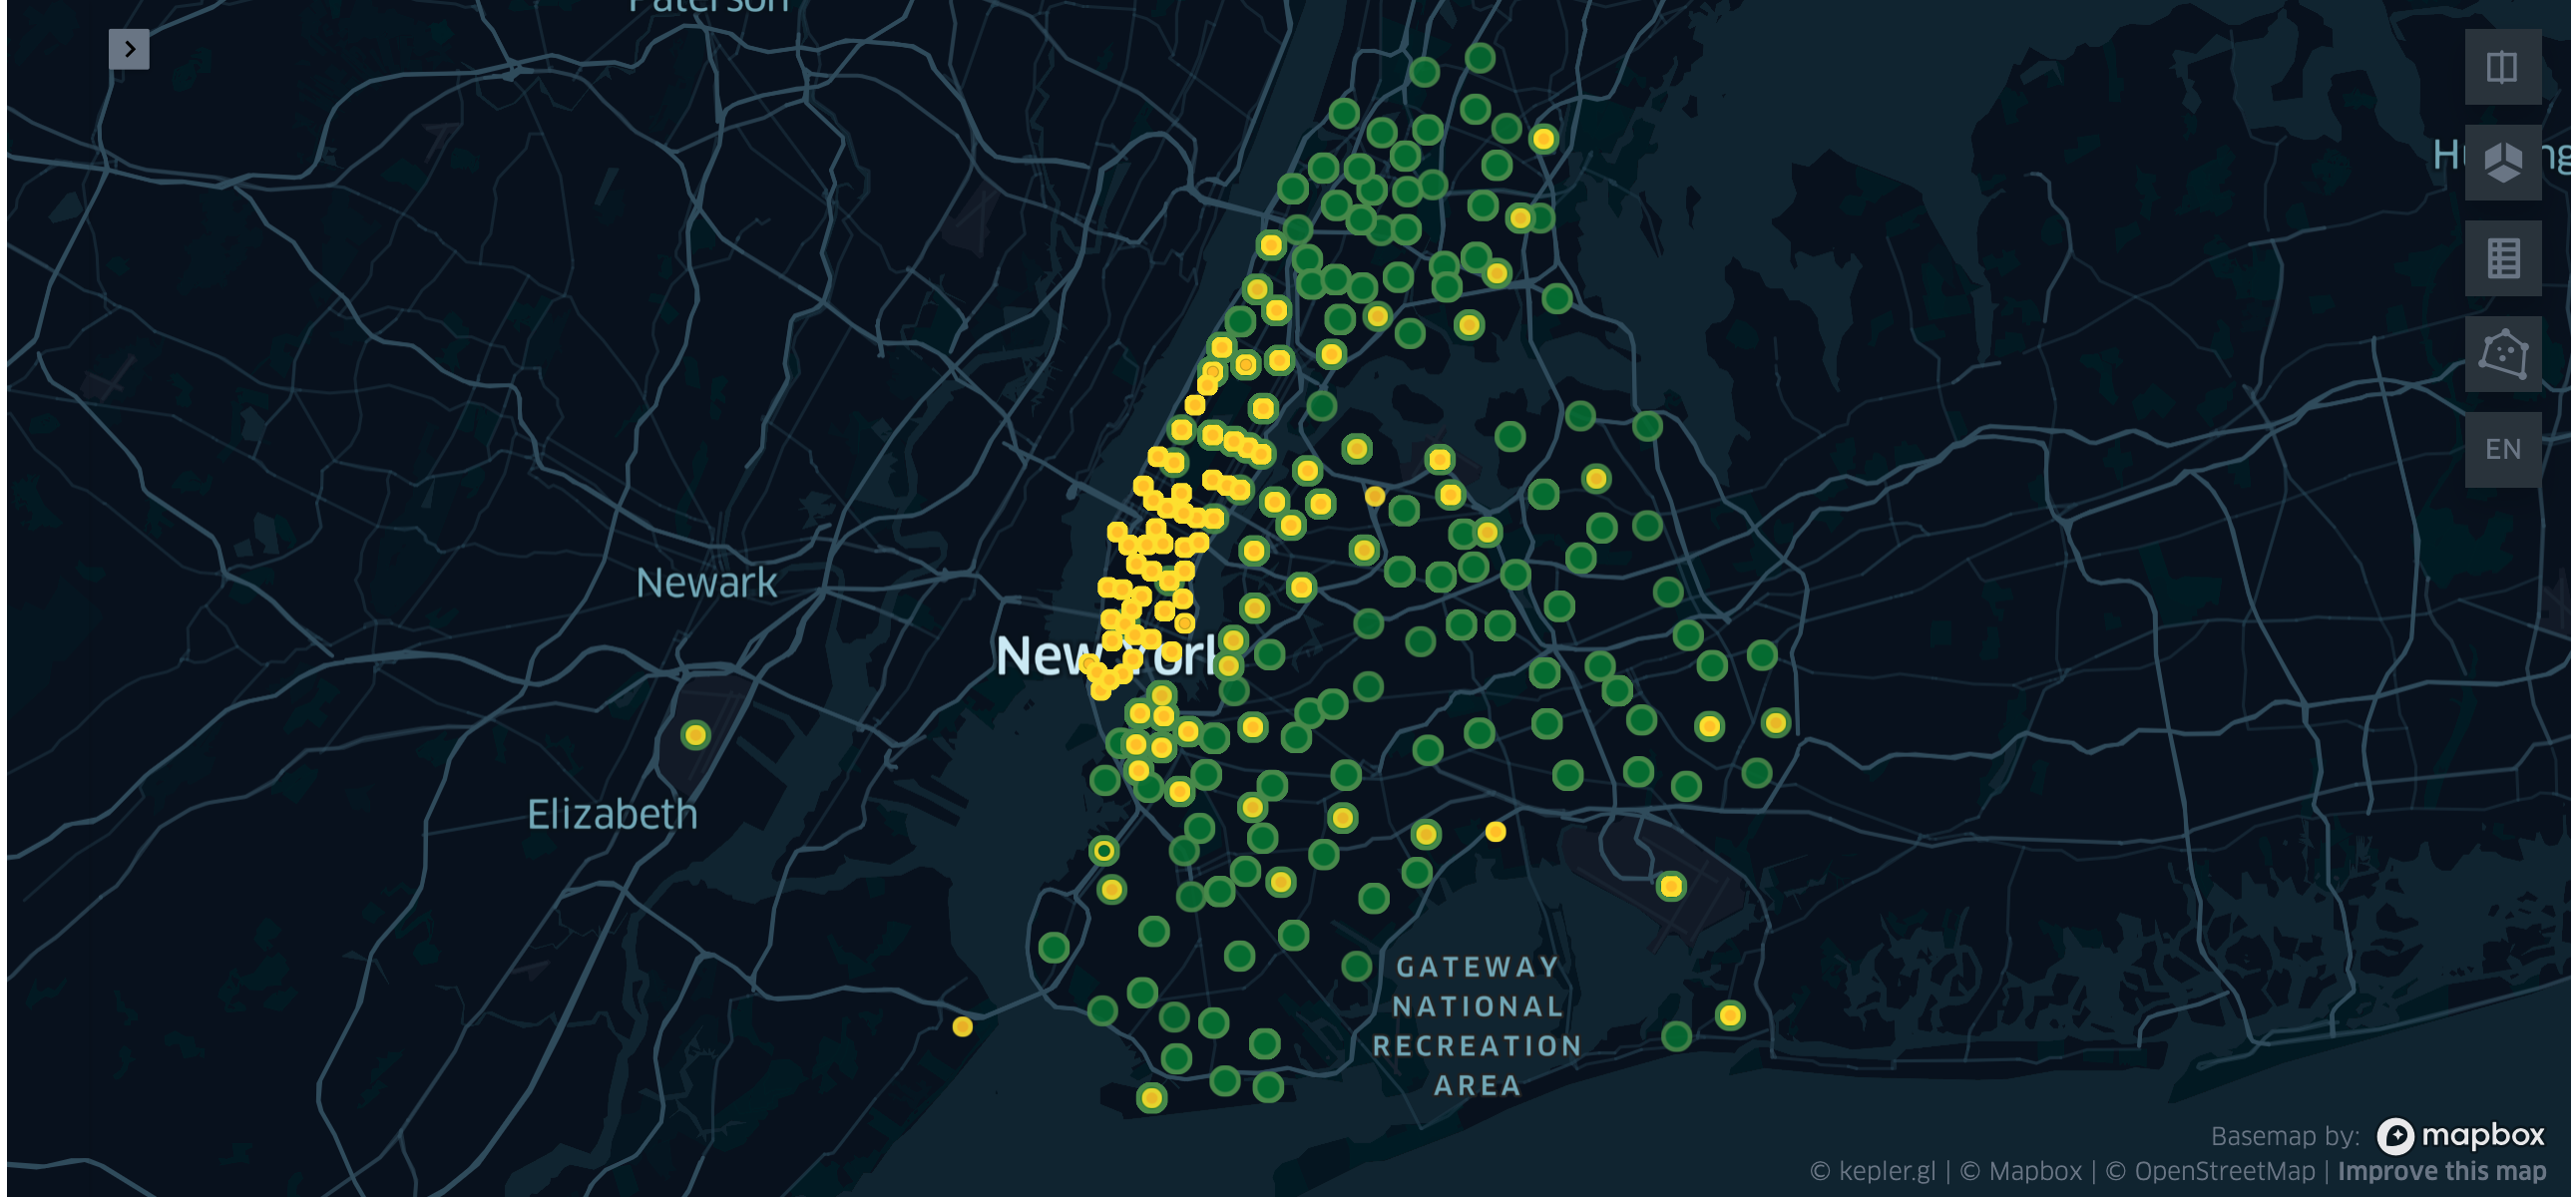 Paterson
EN
Newark
New York
Elizabeth
GATEWAY
NATIONAL
RECREATION
AREA
Basemap by: mapbox
© kepler.gl | © Mapbox | © OpenStreetMap | Improve this map